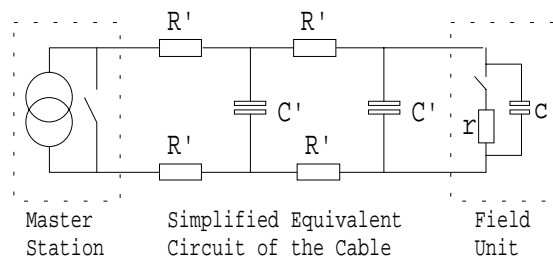 R' R'
C' C'
r c
R' R'
Master Simplified Equivalent Field
Station Circuit of the Cable Unit